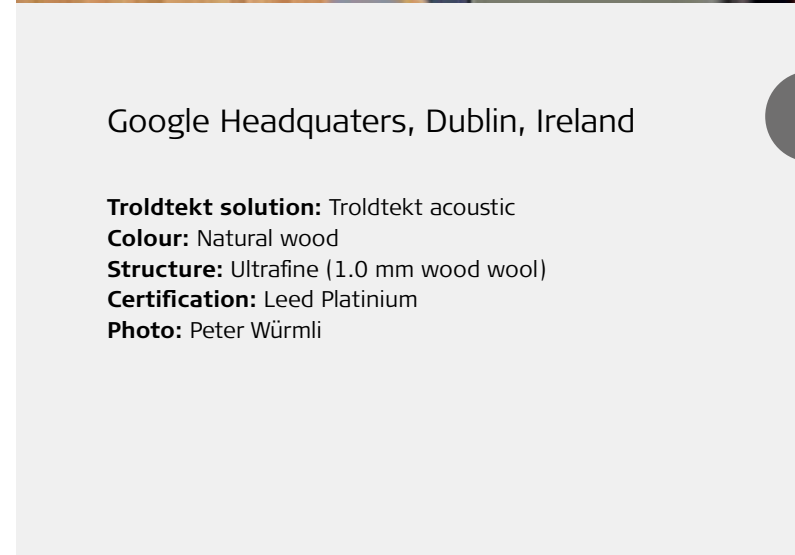 Google Headquaters, Dublin, Ireland
Troldtekt solution: Troldtekt acoustic
Colour: Natural wood
Structure: Ultrafine (1.0 mm wood wool)
Certification: Leed Platinium
Photo: Peter Würmli